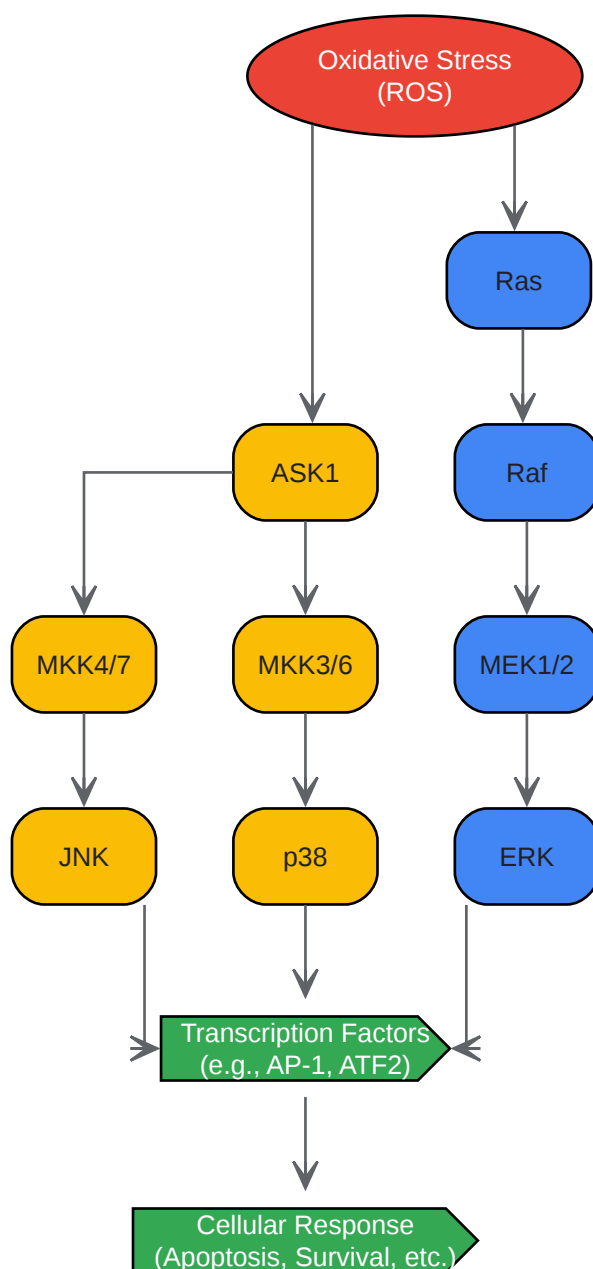 Oxidative Stress
(ROS)
Ras
ASK1
Raf
MKK4/7
MKK3/6
MEK1/2
JNK
p38
ERK
Transcription Factors
(e.g., AP-1, ATF2)
Cellular Response
(Apoptosis, Survival, etc.)